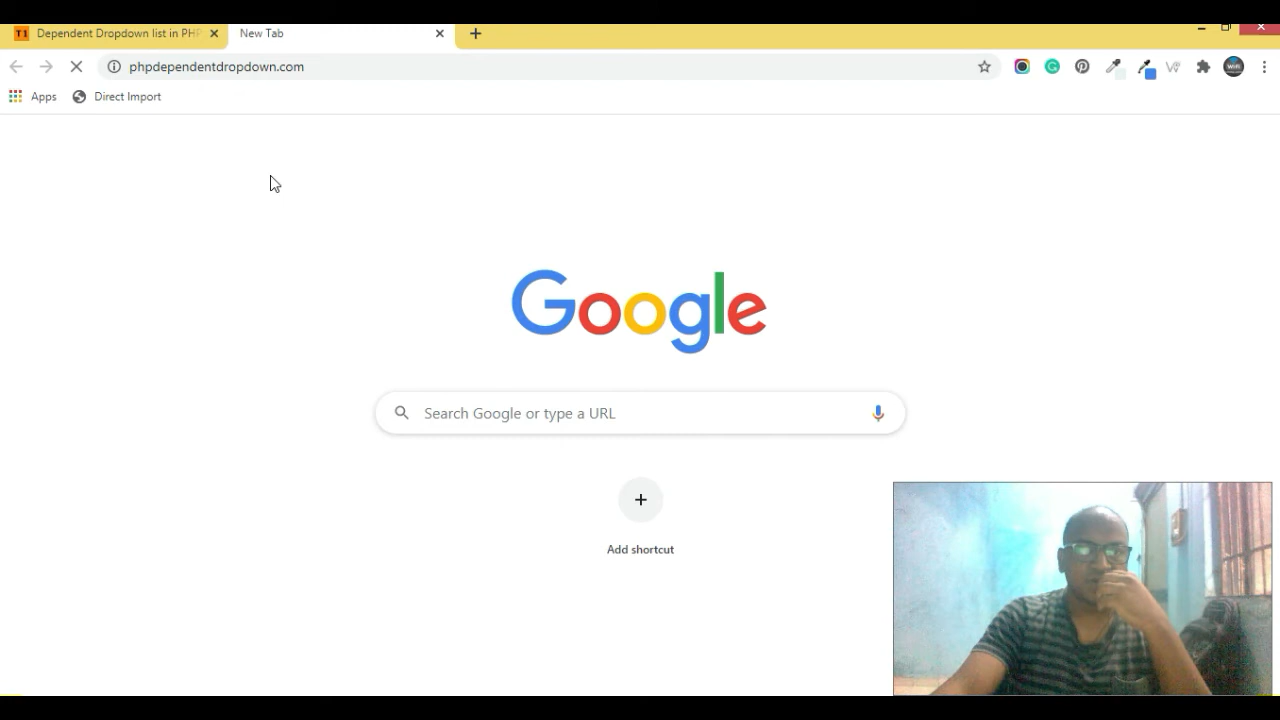 T1 Dependent Dropdown list in PHP
New Tab
phpdependentdropdown.com
Apps
Direct Import
Google
Search Google or type a URL
Add shortcut